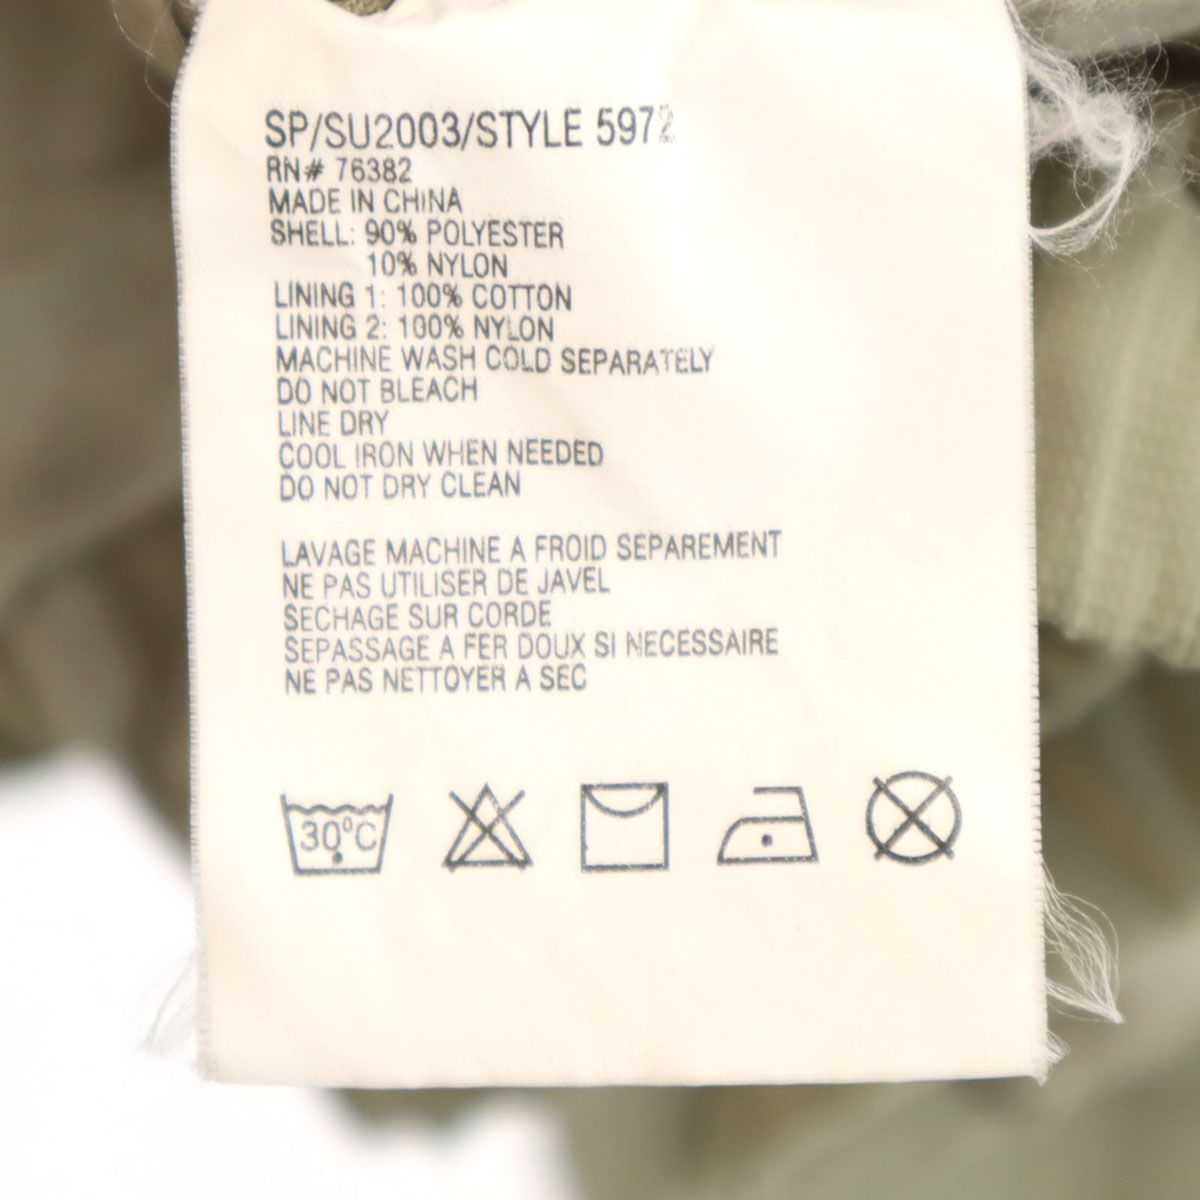 SP/SU2003/STYLE 5972
RN# 76382
MADE IN CHINA
SHELL: 90% POLYESTER
10% NYLON
LINING 1: 100% COTTON
LINING 2: 100% NYLON
MACHINE WASH COLD SEPARATELY
DO NOT BLEACH
LINE DRY
COOL IRON WHEN NEEDED
DO NOT DRY CLEAN
LAVAGE MACHINE A FROID SEPAREMENT
NE PAS UTILISER DE JAVEL
SECHAGE SUR CORDE
SEPASSAGE A FER DOUX SI NECESSAIRE
NE PAS NETTOYER A SEC
30°C